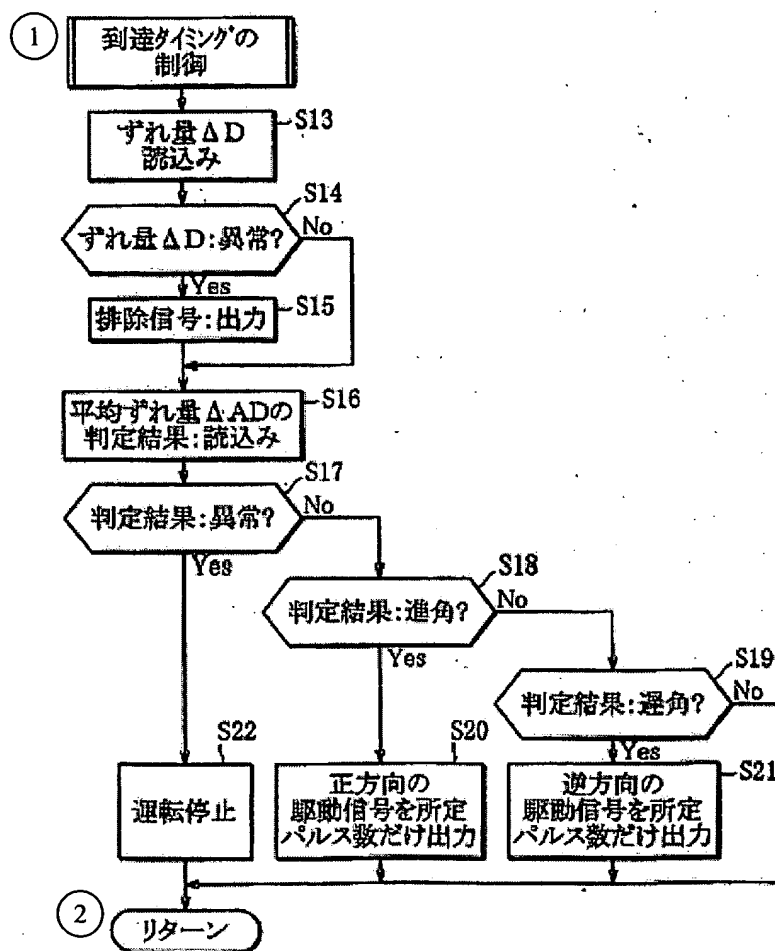 1
到達タイミングの
制御
S13
ずれ量ΔD
読込み
S14
ずれ量ΔD:異常?
No
Yes
S15
排除信号:出力
S16
平均ずれ量ΔADの
判定結果:読込み
S17
判定結果:異常?
No
Yes
S18
判定結果:進角?
No
Yes
S19
判定結果:遅角?
No
Yes
S22
運転停止
S20
正方向の
駆動信号を所定
パルス数だけ出力
S21
逆方向の
駆動信号を所定
パルス数だけ出力
2
リターン